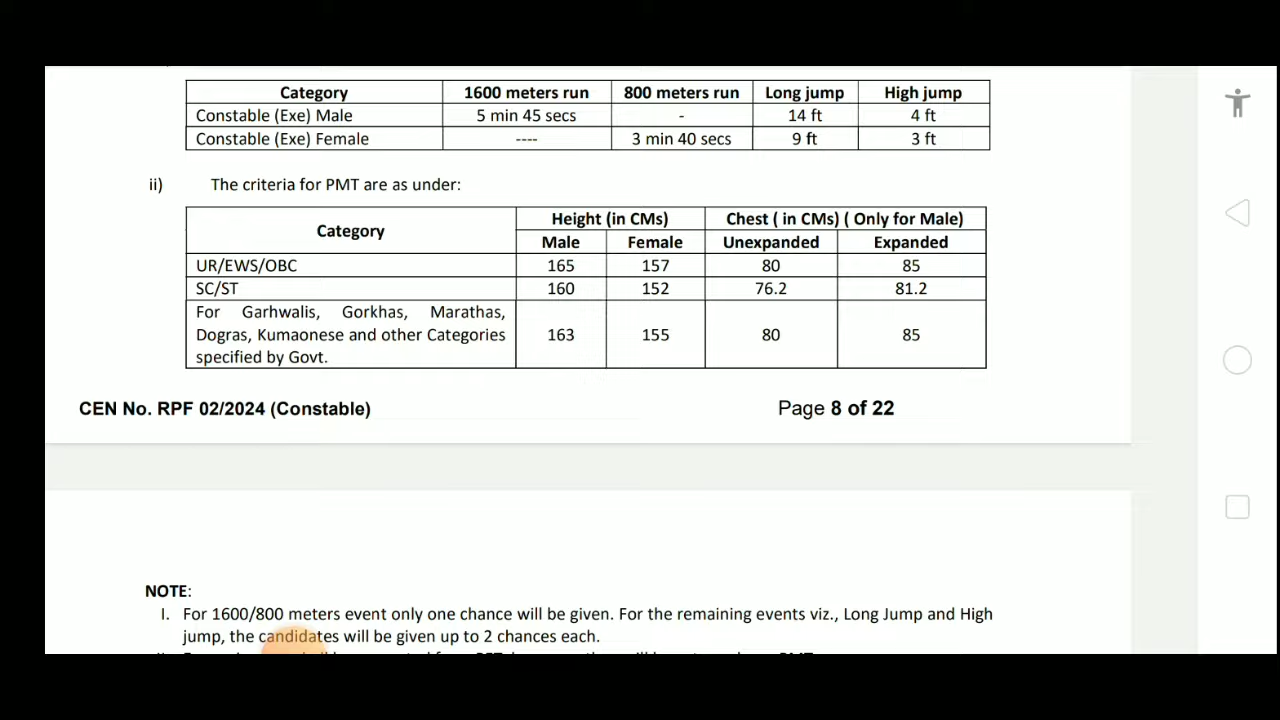 Category 1600 meters run 800 meters run Long jump High jump
Constable (Exe) Male 5 min 45 secs - 14 ft 4 ft
Constable (Exe) Female ---- 3 min 40 secs 9 ft 3 ft
ii) The criteria for PMT are as under:
Category Height (in CMs) Chest ( in CMs) ( Only for Male)
Male Female Unexpanded Expanded
UR/EWS/OBC 165 157 80 85
SC/ST 160 152 76.2 81.2
For Garhwalis, Gorkhas, Marathas,
Dogras, Kumaonese and other Categories 163 155 80 85
specified by Govt.
CEN No. RPF 02/2024 (Constable) Page 8 of 22
NOTE:
I. For 1600/800 meters event only one chance will be given. For the remaining events viz., Long Jump and High
jump, the candidates will be given up to 2 chances each.